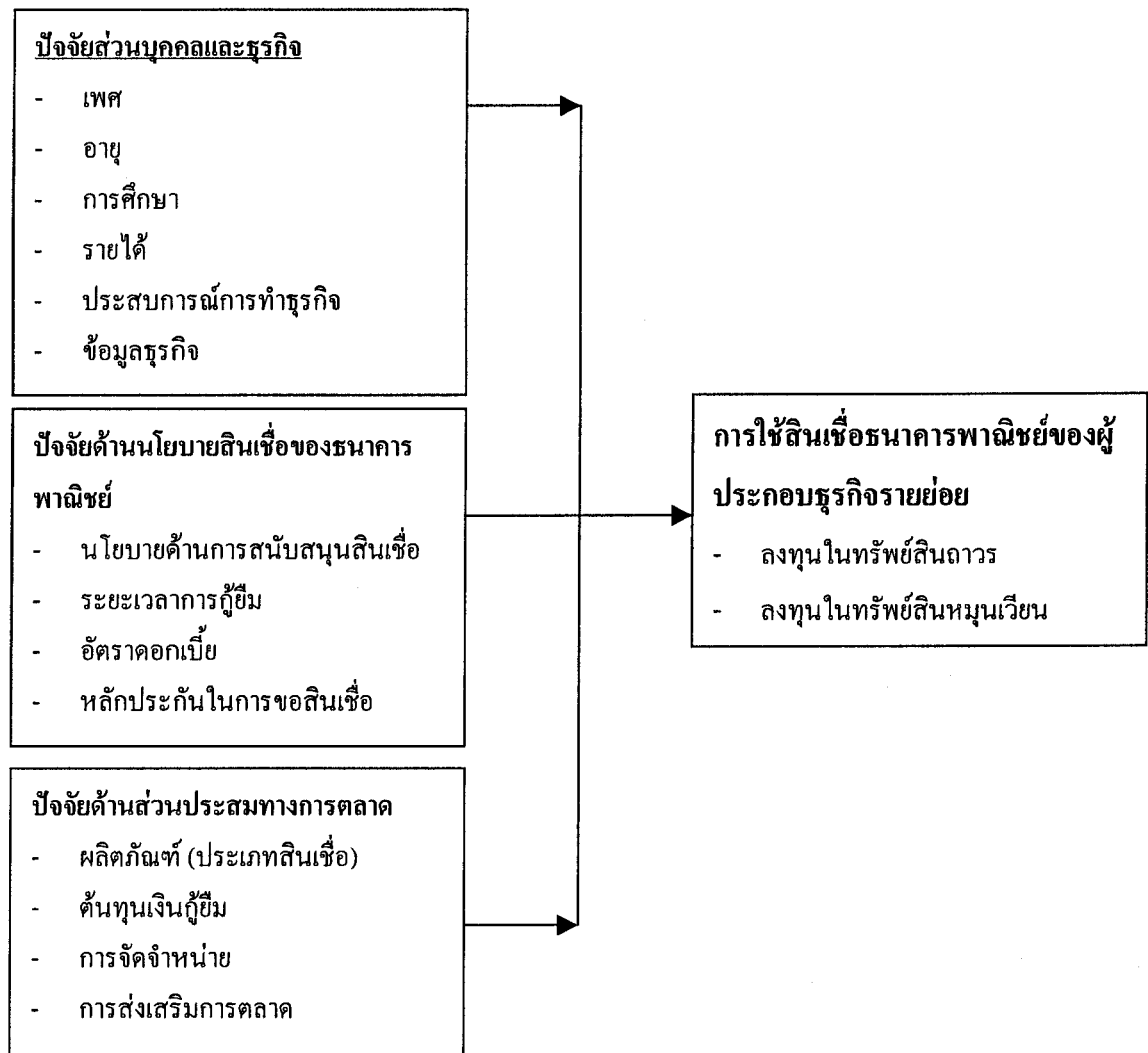 ปัจจัยส่วนบุคคลและธุรกิจ
- เพศ
- อายุ
- การศึกษา
- รายได้
- ประสบการณ์การทำธุรกิจ
- ข้อมูลธุรกิจ
ปัจจัยด้านนโยบายสินเชื่อของธนาคาร
พาณิชย์
- นโยบายด้านการสนับสนุนสินเชื่อ
- ระยะเวลาการกู้ยืม
- อัตราดอกเบี้ย
- หลักประกันในการขอสินเชื่อ
ปัจจัยด้านส่วนประสมทางการตลาด
- ผลิตภัณฑ์ (ประเภทสินเชื่อ)
- ต้นทุนเงินกู้ยืม
- การจัดจำหน่าย
- การส่งเสริมการตลาด
การใช้สินเชื่อธนาคารพาณิชย์ของผู้
ประกอบธุรกิจรายย่อย
- ลงทุนในทรัพย์สินถาวร
- ลงทุนในทรัพย์สินหมุนเวียน